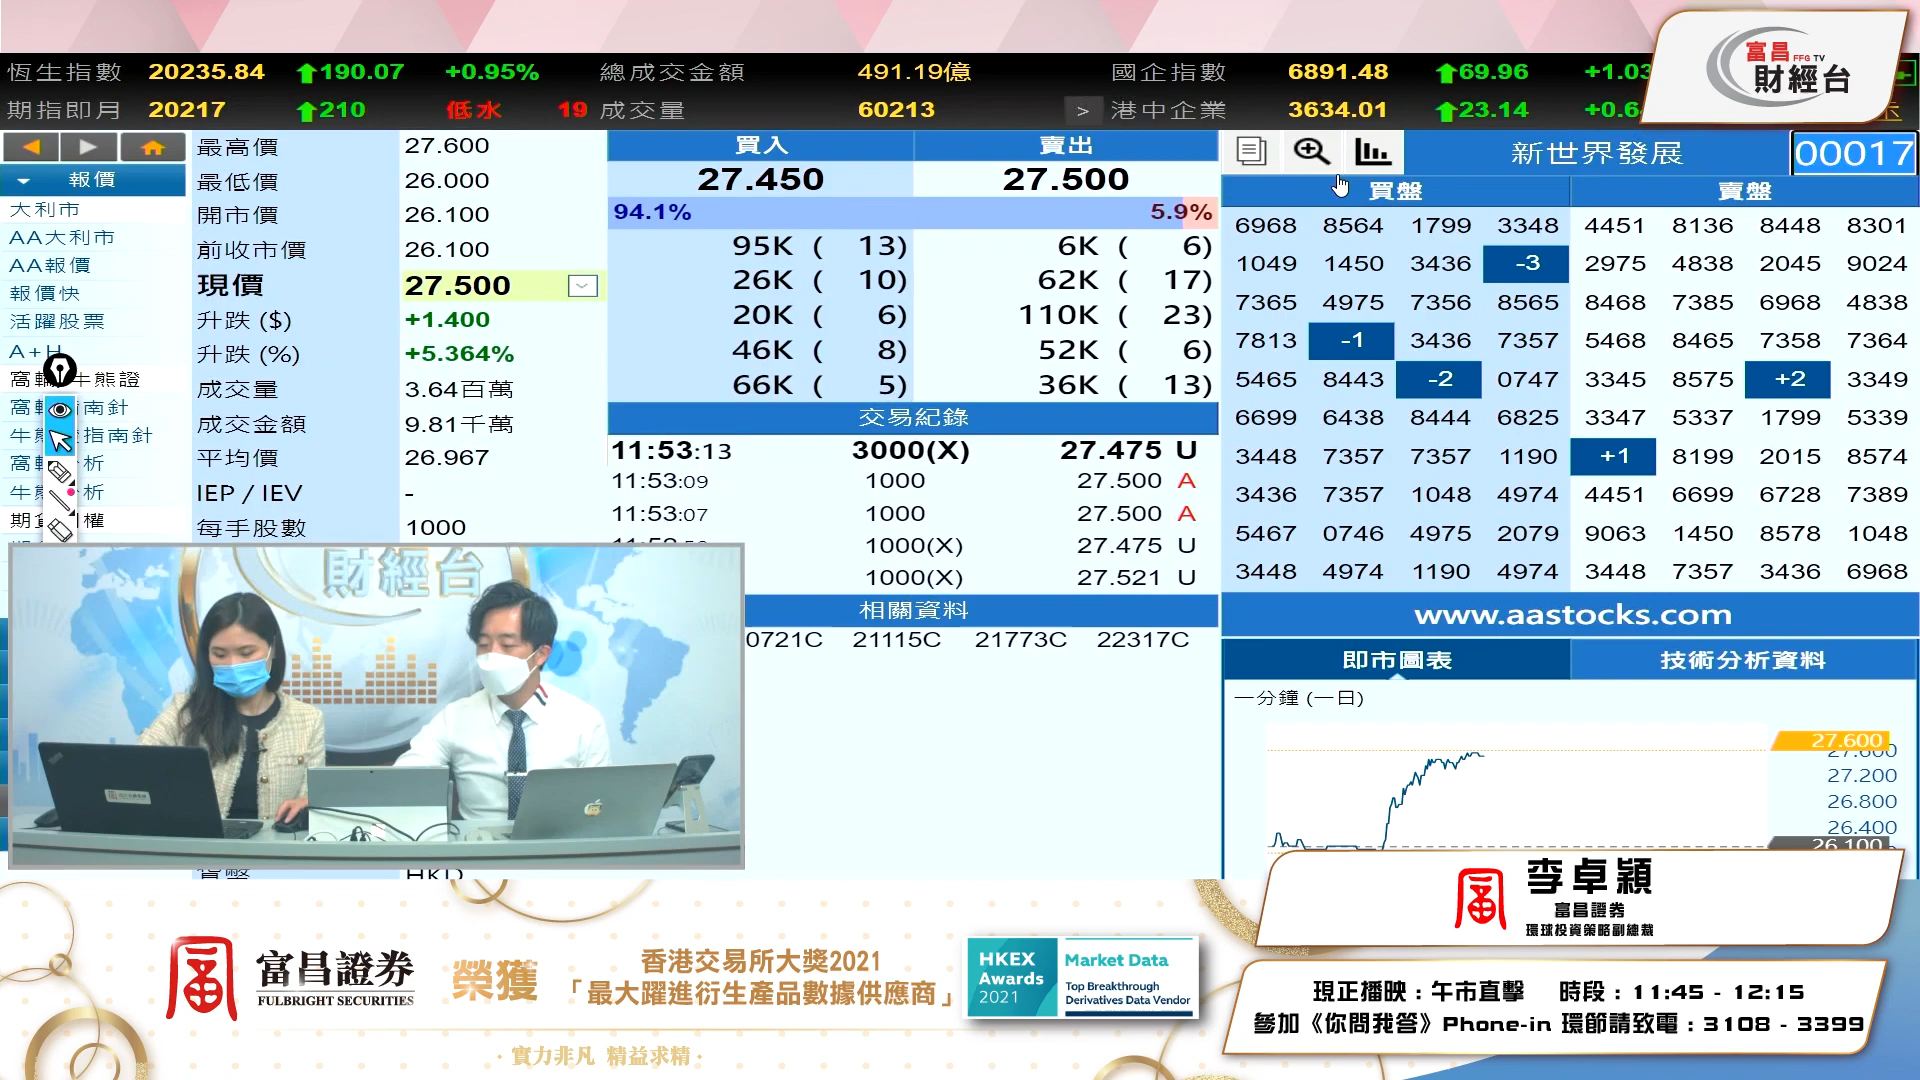 恆生指數 20235.84 190.07 +0.95% 總成交金額 491.19億 國企指數 6891.48 69.96
期指即月 20217 210 低水 19 成交量 60213 > 港中企業 3634.01 23.14
富昌 FFG TV
財經台
報價
大利市
AA大利市
AA報價
報價快
活躍股票
最高價 27.600
最低價 26.000
開市價 26.100
前收市價 26.100
現價 27.500
升跌 ($) +1.400
升跌 (%) +5.364%
成交量 3.64百萬
成交金額 9.81千萬
平均價 26.967
IEP / IEV -
每手股數 1000
買入 賣出
27.450 27.500
94.1% 5.9%
95K ( 13) 6K ( 6)
26K ( 10) 62K ( 17)
20K ( 6) 110K ( 23)
46K ( 8) 52K ( 6)
66K ( 5) 36K ( 13)
交易紀錄
11:53:13 3000(X) 27.475 U
11:53:09 1000 27.500 A
11:53:07 1000 27.500 A
1000(X) 27.475 U
1000(X) 27.521 U
相關資料
0721C 21115C 21773C 22317C
新世界發展 00017
買盤 賣盤
6968 8564 1799 3348 4451 8136 8448 8301
1049 1450 3436 -3 2975 4838 2045 9024
7365 4975 7356 8565 8468 7385 6968 4838
7813 -1 3436 7357 5468 8465 7358 7364
5465 8443 -2 0747 3345 8575 +2 3349
6699 6438 8444 6825 3347 5337 1799 5339
3448 7357 7357 1190 +1 8199 2015 8574
3436 7357 1048 4974 4451 6699 6728 7389
5467 0746 4975 2079 9063 1450 8578 1048
3448 4974 1190 4974 3448 7357 3436 6968
www.aastocks.com
即市圖表 技術分析資料
一分鐘 (一日)
27.600
27.200
26.800
26.400
26.100
財經台
李卓穎
富昌證券
環球投資策略副總裁
富昌證券
FULBRIGHT SECURITIES
榮獲
香港交易所大獎2021
「最大躍進衍生產品數據供應商」
HKEX
Awards
2021
Market Data
Top Breakthrough
Derivatives Data Vendor
· 實力非凡 精益求精 ·
現正播映：午市直擊 時段：11:45 - 12:15
參加《你問我答》Phone-in 環節請致電：3108 - 3399